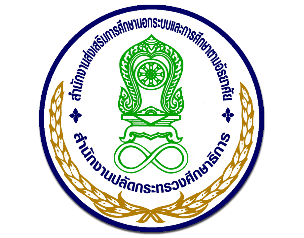 สำนักงานส่งเสริมการศึกษานอกระบบและการศึกษาตามอัธยาศัย
สำนักงานปลัดกระทรวงศึกษาธิการ